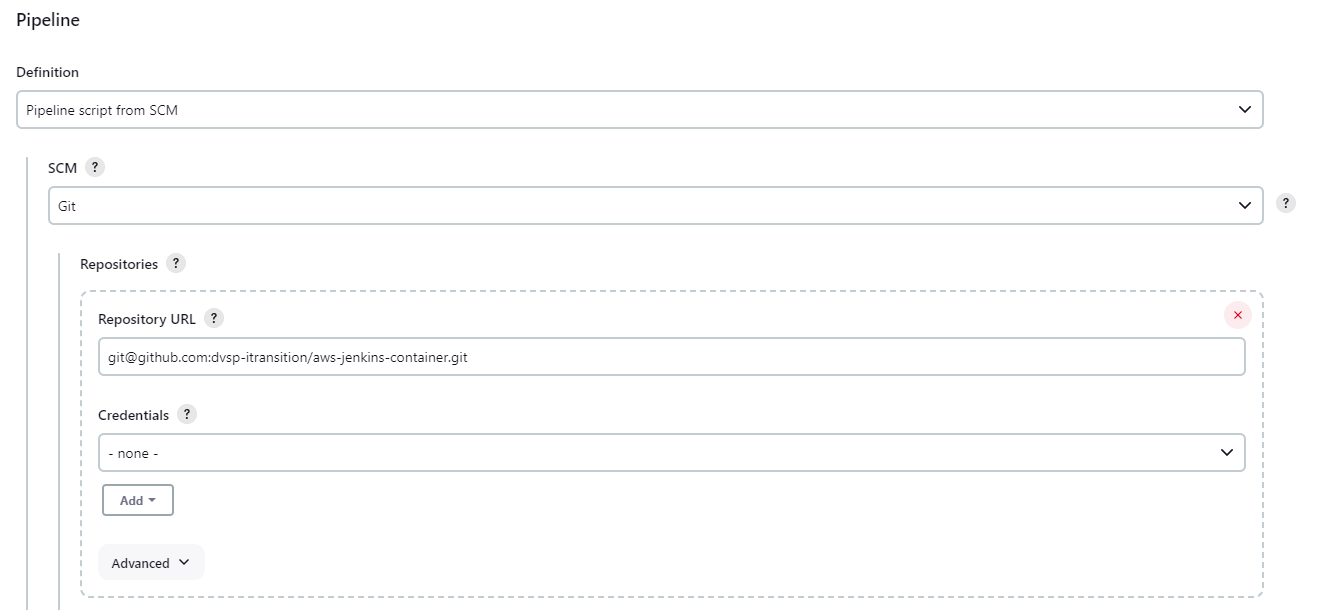 Pipeline
Definition
Pipeline script from SCM
SCM ?
Git
?
Repositories ?
Repository URL ?
git@github.com:dvsp-itransition/aws-jenkins-container.git
Credentials ?
- none -
Add
Advanced